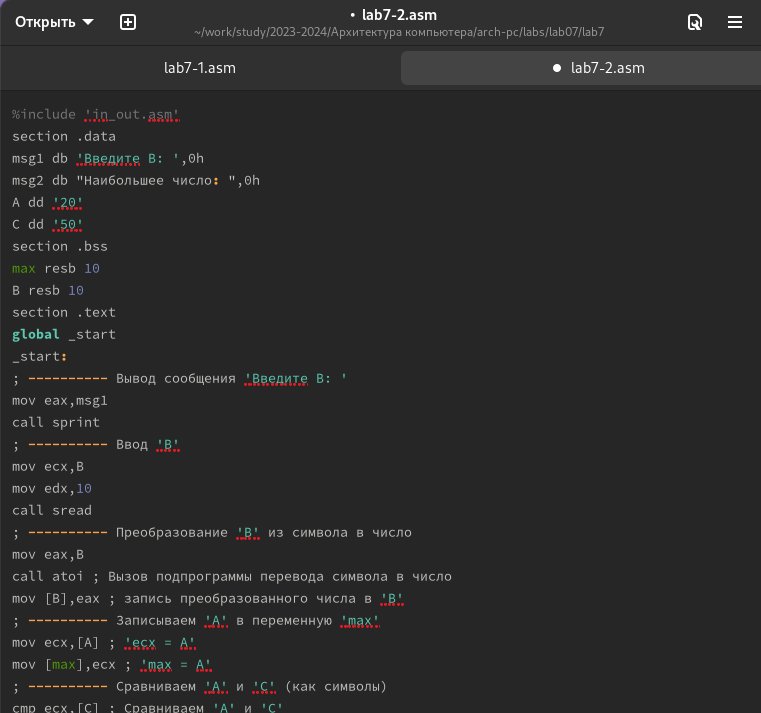 Открыть
• lab7-2.asm
~/work/study/2023-2024/Архитектура компьютера/arch-pc/labs/lab07/lab7
lab7-1.asm
● lab7-2.asm
%include 'in_out.asm'
section .data
msg1 db 'Введите B: ',0h
msg2 db "Наибольшее число: ",0h
A dd '20'
C dd '50'
section .bss
max resb 10
B resb 10
section .text
global _start
_start:
; ---------- Вывод сообщения 'Введите B: '
mov eax,msg1
call sprint
; ---------- Ввод 'B'
mov ecx,B
mov edx,10
call sread
; ---------- Преобразование 'B' из символа в число
mov eax,B
call atoi ; Вызов подпрограммы перевода символа в число
mov [B],eax ; запись преобразованного числа в 'B'
; ---------- Записываем 'A' в переменную 'max'
mov ecx,[A] ; 'ecx = A'
mov [max],ecx ; 'max = A'
; ---------- Сравниваем 'A' и 'C' (как символы)
cmp ecx,[C] ; Сравниваем 'A' и 'C'